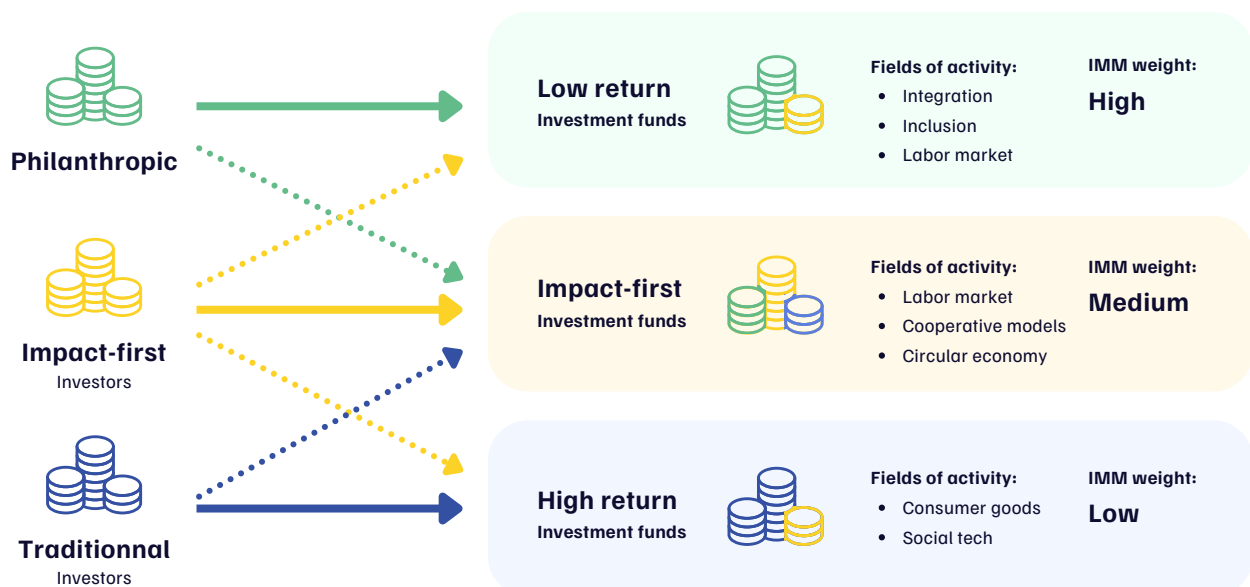 Philanthropic
Impact-first
Investors
Traditionnal
Investors
Low return
Investment funds
Fields of activity:
• Integration
• Inclusion
• Labor market
IMM weight:
High
Impact-first
Investment funds
Fields of activity:
• Labor market
• Cooperative models
• Circular economy
IMM weight:
Medium
High return
Investment funds
Fields of activity:
• Consumer goods
• Social tech
IMM weight:
Low